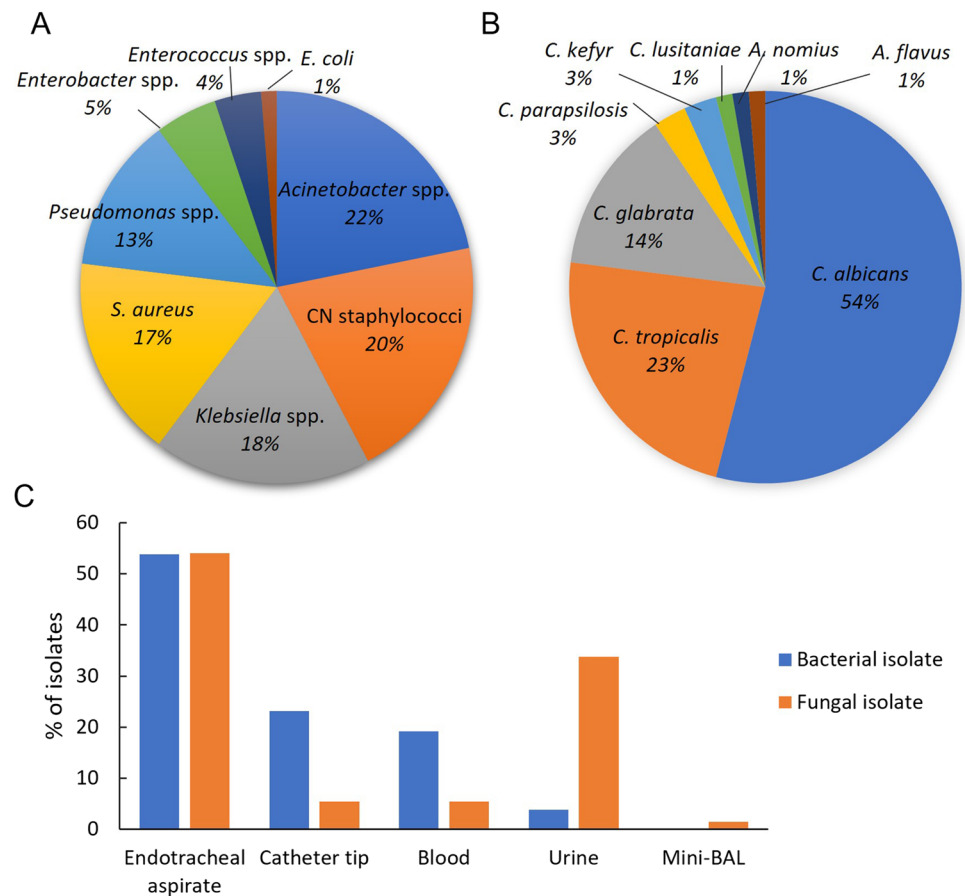 A
Enterococcus spp.
4%
E. coli
1%
Enterobacter spp.
5%
Acinetobacter spp.
22%
Pseudomonas spp.
13%
S. aureus
17%
CN staphylococci
20%
Klebsiella spp.
18%
B
C. kefyr
3%
C. lusitaniae
1%
A. nomius
1%
A. flavus
1%
C. parapsilosis
3%
C. glabrata
14%
C. albicans
54%
C. tropicalis
23%
C
% of isolates
60
50
40
30
20
10
0
Endotracheal
aspirate
Catheter tip
Blood
Urine
Mini-BAL
Bacterial isolate
Fungal isolate